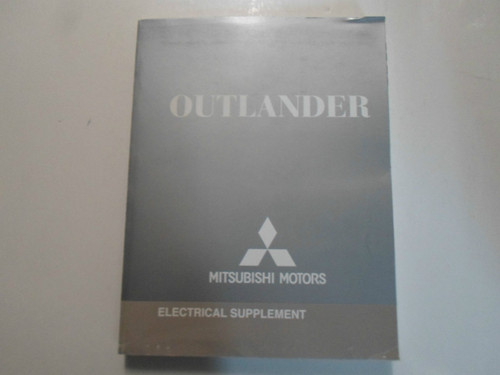 OUTLANDER
MITSUBISHI MOTORS
ELECTRICAL SUPPLEMENT